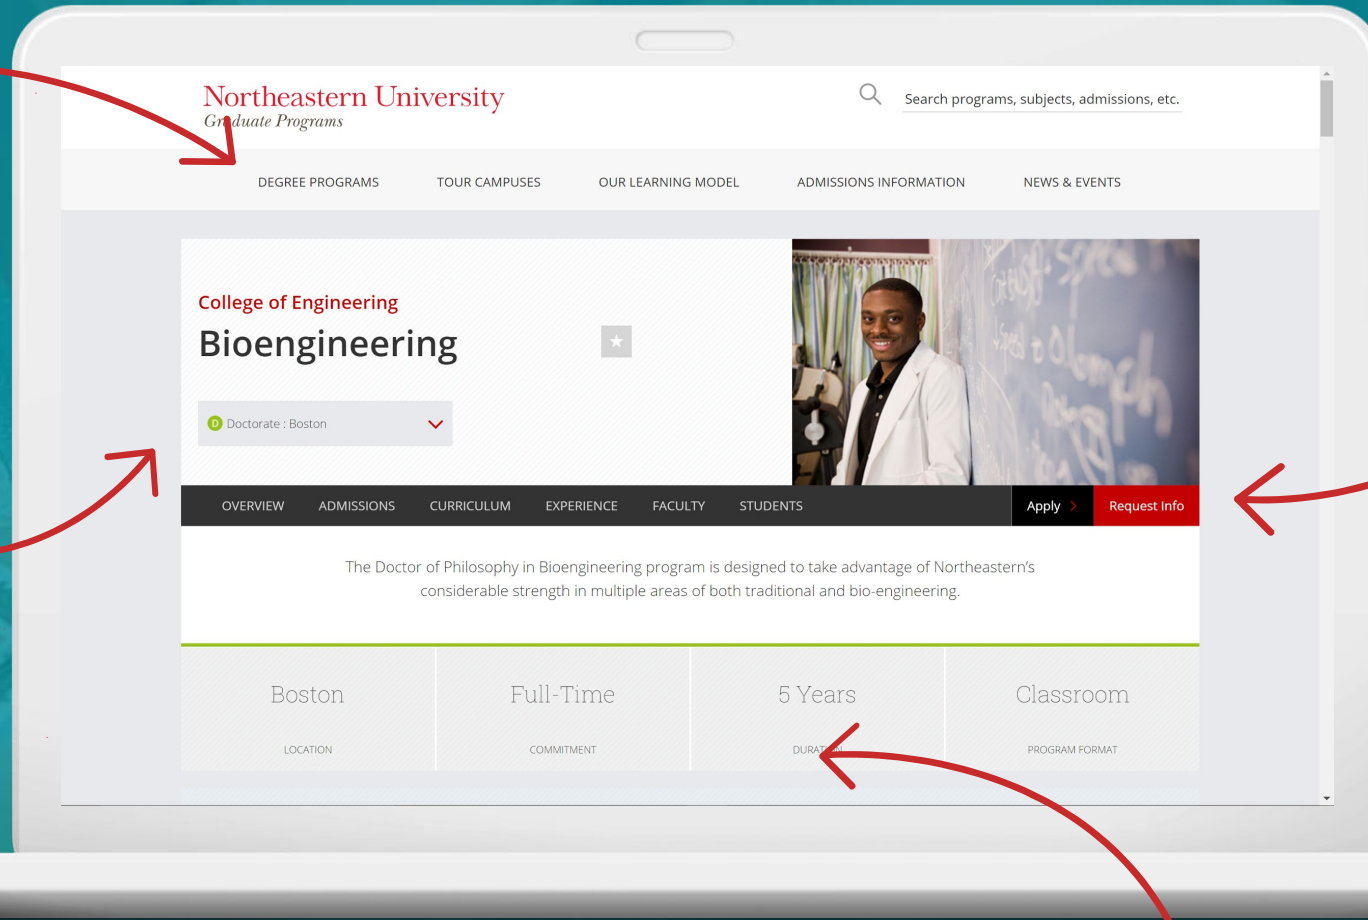 Northeastern University
Graduate Programs
Search programs, subjects, admissions, etc.
DEGREE PROGRAMS TOUR CAMPUSES OUR LEARNING MODEL ADMISSIONS INFORMATION NEWS & EVENTS
College of Engineering
Bioengineering
D Doctorate : Boston
OVERVIEW ADMISSIONS CURRICULUM EXPERIENCE FACULTY STUDENTS Apply > Request Info
The Doctor of Philosophy in Bioengineering program is designed to take advantage of Northeastern's
considerable strength in multiple areas of both traditional and bio-engineering.
Boston Full-Time 5 Years Classroom
LOCATION COMMITMENT DURATION PROGRAM FORMAT